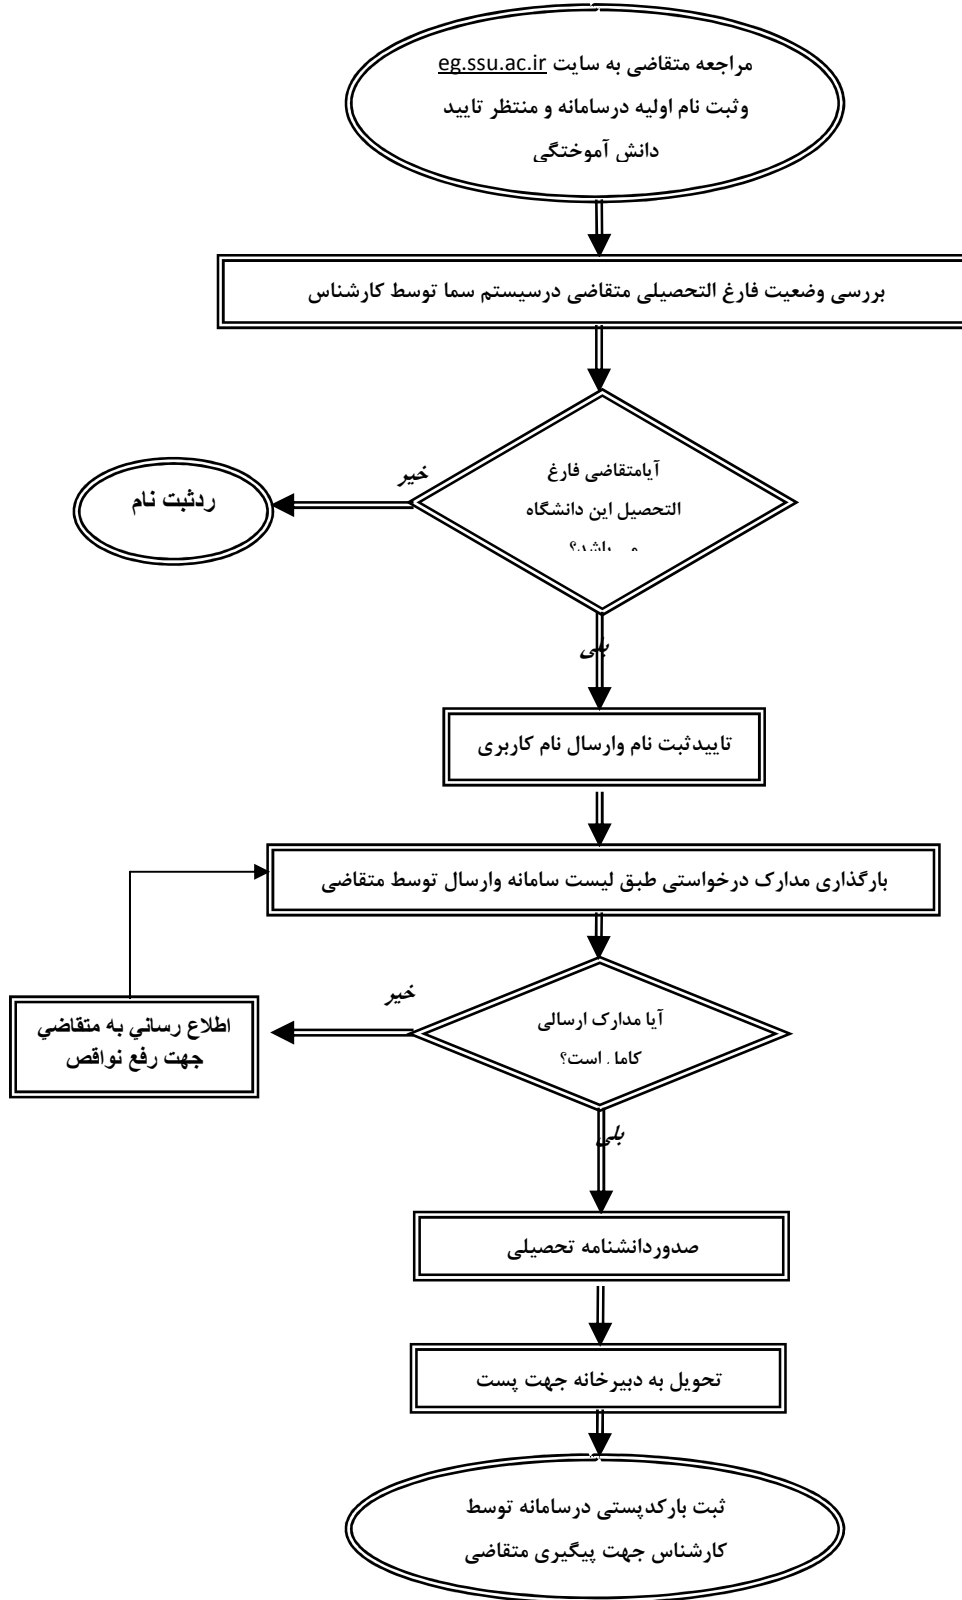 مراجعه متقاضی به سایت eg.ssu.ac.ir
وثبت نام اولیه درسامانه و منتظر تایید
دانش آموختگی
بررسی وضعیت فارغ التحصیلی متقاضی درسیستم سما توسط کارشناس
آیامتقاضی فارغ
التحصیل این دانشگاه
می باشد؟
خیر
ردثبت نام
بلی
تاییدثبت نام وارسال نام کاربری
بارگذاری مدارک درخواستی طبق لیست سامانه وارسال توسط متقاضی
آیا مدارک ارسالی
کامل است؟
خیر
اطلاع رساني به متقاضي
جهت رفع نواقص
بلی
صدوردانشنامه تحصیلی
تحویل به دبیرخانه جهت پست
ثبت بارکدپستی درسامانه توسط
کارشناس جهت پیگیری متقاضی